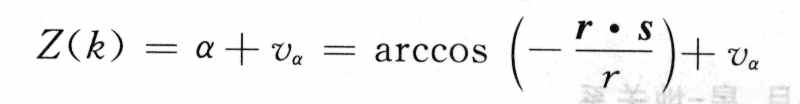 Z(k) = α + v_α = arccos (− r · s / r) + v_α